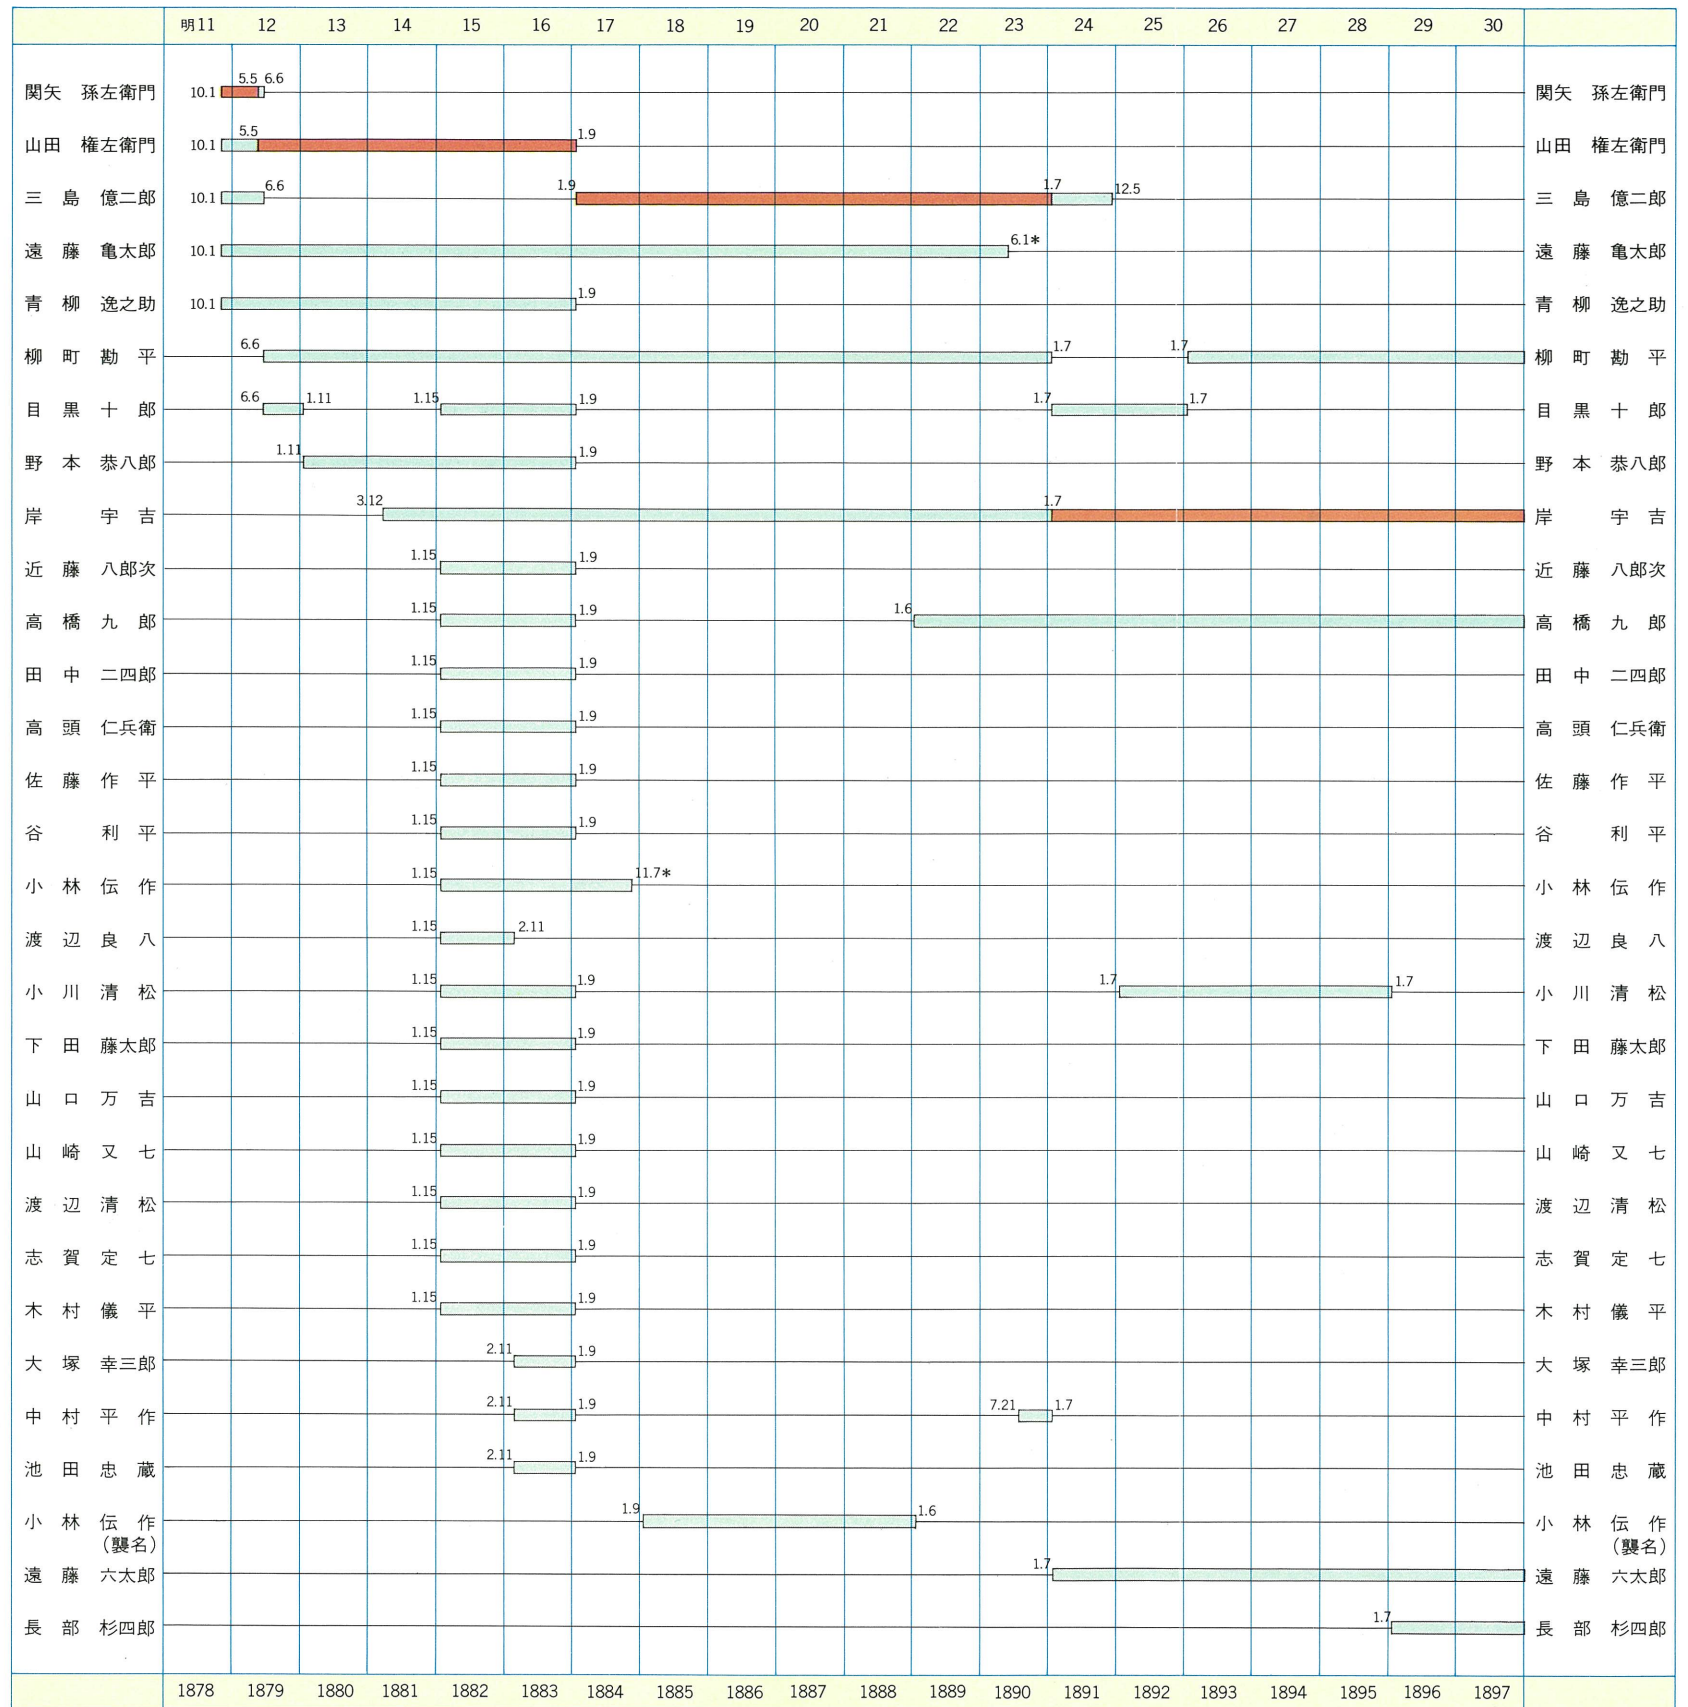 明11 12 13 14 15 16 17 18 19 20 21 22 23 24 25 26 27 28 29 30
関矢 孫左衛門 10.1 5.5 6.6 関矢 孫左衛門
山田 権左衛門 10.1 5.5 1.9 山田 権左衛門
三島 億二郎 10.1 6.6 1.9 1.7 12.5 三島 億二郎
遠藤 亀太郎 10.1 6.1* 遠藤 亀太郎
青柳 逸之助 10.1 1.9 青柳 逸之助
柳町勘平 6.6 1.7 1.7 柳町勘平
目黒十郎 6.6 1.11 1.15 1.9 1.7 1.7 目黒十郎
野本 恭八郎 1.11 1.9 野本 恭八郎
岸 宇吉 3.12 1.7 岸 宇吉
近藤 八郎次 1.15 1.9 近藤 八郎次
高橋九郎 1.15 1.9 1.6 高橋九郎
田中 二四郎 1.15 1.9 田中 二四郎
高頭 仁兵衛 1.15 1.9 高頭 仁兵衛
佐藤作平 1.15 1.9 佐藤作平
谷 利平 1.15 1.9 谷 利平
小林伝作 1.15 11.7* 小林伝作
渡辺良八 1.15 2.11 渡辺良八
小川清松 1.15 1.9 1.7 1.7 小川清松
下田 藤太郎 1.15 1.9 下田 藤太郎
山口万吉 1.15 1.9 山口万吉
山崎又七 1.15 1.9 山崎又七
渡辺清松 1.15 1.9 渡辺清松
志賀定七 1.15 1.9 志賀定七
木村儀平 1.15 1.9 木村儀平
大塚 幸三郎 2.11 1.9 大塚 幸三郎
中村平作 2.11 1.9 7.21 1.7 中村平作
池田忠蔵 2.11 1.9 池田忠蔵
小林伝作 1.9 1.6 小林伝作
(襲名) (襲名)
遠藤 六太郎 1.7 遠藤 六太郎
長部 杉四郎 1.7 長部 杉四郎
1878 1879 1880 1881 1882 1883 1884 1885 1886 1887 1888 1889 1890 1891 1892 1893 1894 1895 1896 1897